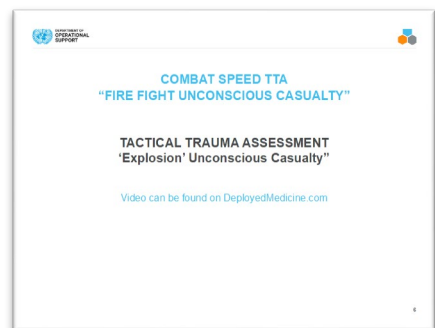 DEPARTMENT OF
OPERATIONAL
SUPPORT
COMBAT SPEED TTA
“FIRE FIGHT UNCONSCIOUS CASUALTY”
TACTICAL TRAUMA ASSESSMENT
‘Explosion’ Unconscious Casualty”
Video can be found on DeployedMedicine.com